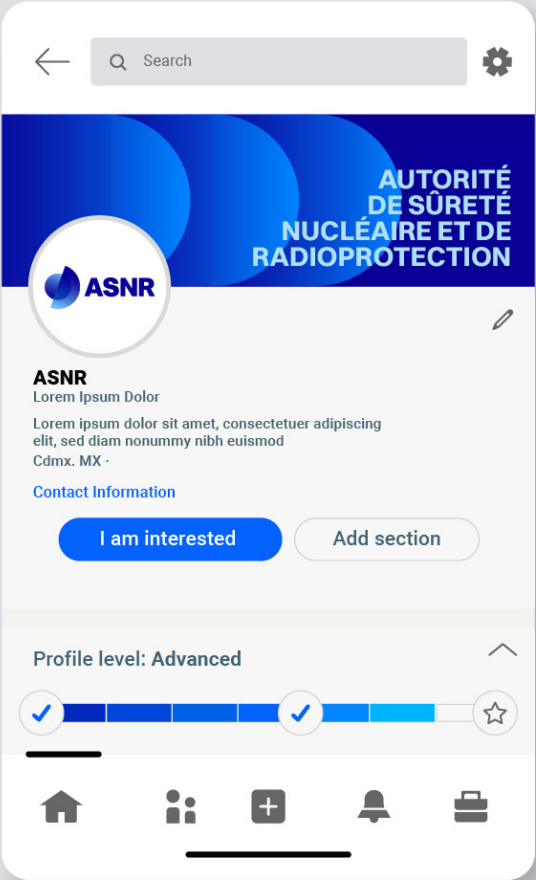 Search
AUTORITÉ
DE SÛRETÉ
NUCLÉAIRE ET DE
RADIOPROTECTION
ASNR
ASNR
Lorem Ipsum Dolor
Lorem ipsum dolor sit amet, consectetuer adipiscing
elit, sed diam nonummy nibh euismod
Cdmx. MX ·
Contact Information
I am interested
Add section
Profile level: Advanced